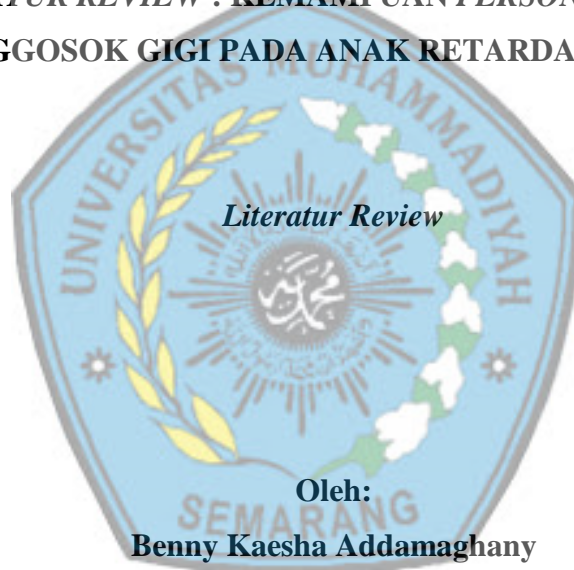 TUR REVIEW : KEMAMPUAN PERSON
GGOSOK GIGI PADA ANAK RETARDA
UNIVERSITAS MUHAMMADIYAH
Literatur Review
SEMARANG
Oleh:
Benny Kaesha Addamaghany